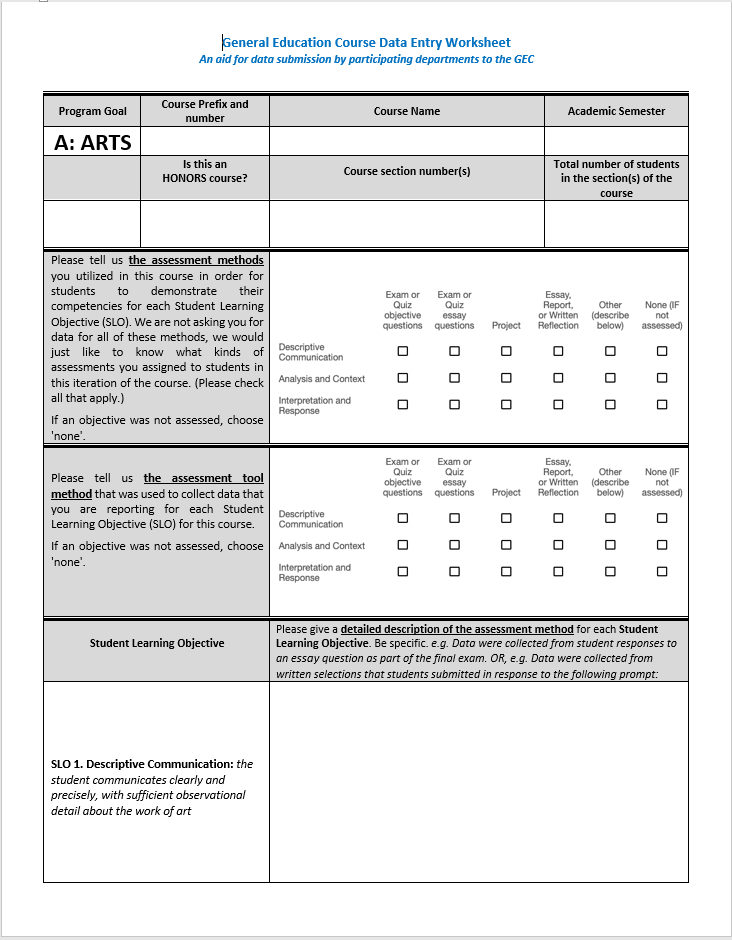 General Education Course Data Entry Worksheet
An aid for data submission by participating departments to the GEC
Program Goal
Course Prefix and
number
Course Name
Academic Semester
A: ARTS
Is this an
HONORS course?
Course section number(s)
Total number of students
in the section(s) of the
course
Please tell us the assessment methods
you utilized in this course in order for
students to demonstrate their
competencies for each Student Learning
Objective (SLO). We are not asking you for
data for all of these methods, we would
just like to know what kinds of
assessments you assigned to students in
this iteration of the course. (Please check
all that apply.)
If an objective was not assessed, choose
'none'.
Exam or
Quiz
objective
questions
Exam or
Quiz
essay
questions
Project
Essay,
Report,
or Written
Reflection
Other
(describe
below)
None (IF
not
assessed)
Descriptive
Communication
Analysis and Context
Interpretation and
Response
Please tell us the assessment tool
method that was used to collect data that
you are reporting for each Student
Learning Objective (SLO) for this course.
If an objective was not assessed, choose
'none'.
Exam or
Quiz
objective
questions
Exam or
Quiz
essay
questions
Project
Essay,
Report,
or Written
Reflection
Other
(describe
below)
None (IF
not
assessed)
Descriptive
Communication
Analysis and Context
Interpretation and
Response
Student Learning Objective
Please give a detailed description of the assessment method for each Student
Learning Objective. Be specific. e.g. Data were collected from student responses to
an essay question as part of the final exam. OR, e.g. Data were collected from
written selections that students submitted in response to the following prompt:
SLO 1. Descriptive Communication: the
student communicates clearly and
precisely, with sufficient observational
detail about the work of art